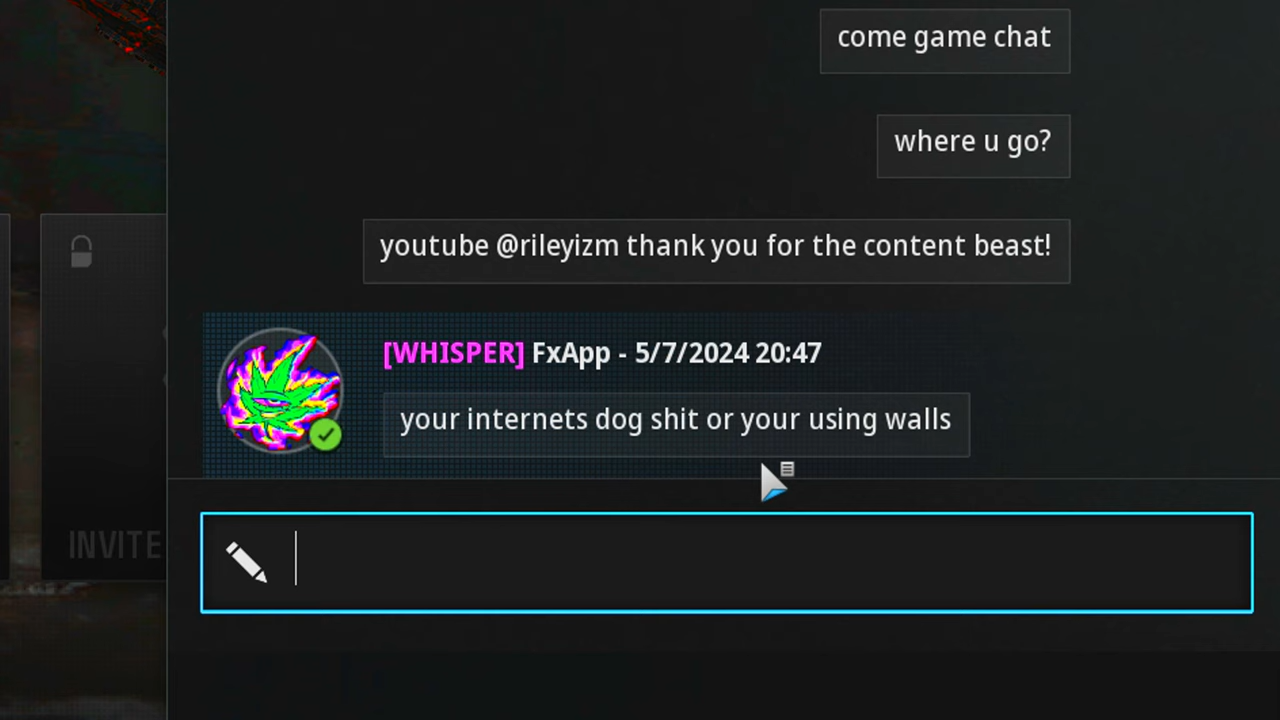 come game chat
where u go?
youtube @rileyizm thank you for the content beast!
[WHISPER] FxApp - 5/7/2024 20:47
your internets dog shit or your using walls
INVITE